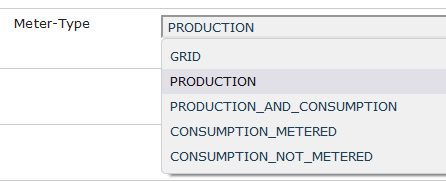 Meter-Type PRODUCTION
GRID
PRODUCTION
PRODUCTION_AND_CONSUMPTION
CONSUMPTION_METERED
CONSUMPTION_NOT_METERED